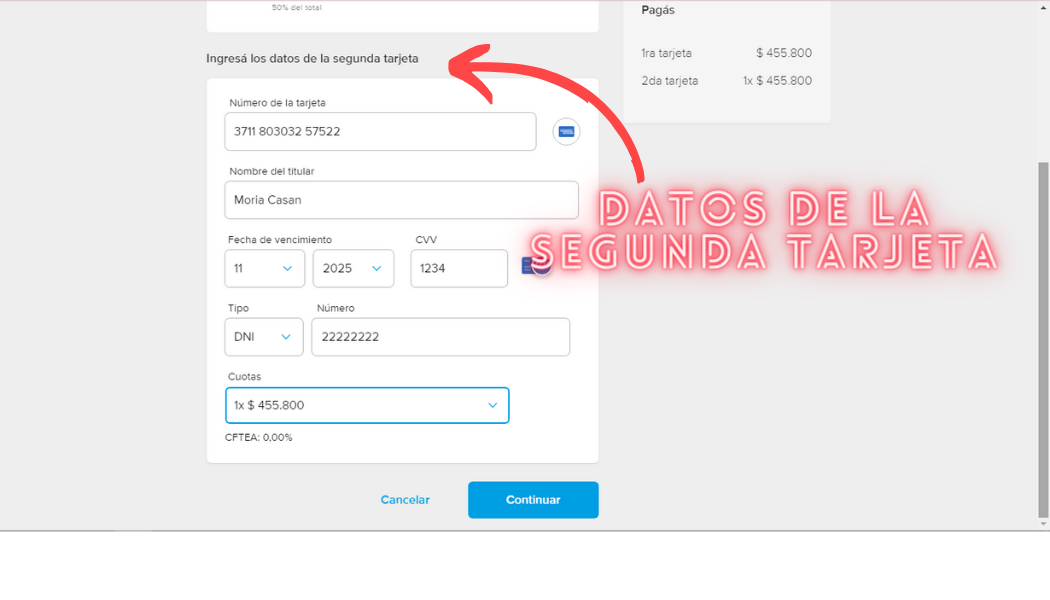 50% del total
Ingresá los datos de la segunda tarjeta
Número de la tarjeta
3711 803032 57522
Nombre del titular
Moria Casan
Fecha de vencimiento CVV
11 2025 1234
Tipo Número
DNI 22222222
Cuotas
1x $ 455.800
CFTEA: 0,00%
Cancelar Continuar
Pagás
1ra tarjeta $ 455.800
2da tarjeta 1x $ 455.800
DATOS DE LA
SEGUNDA TARJETA